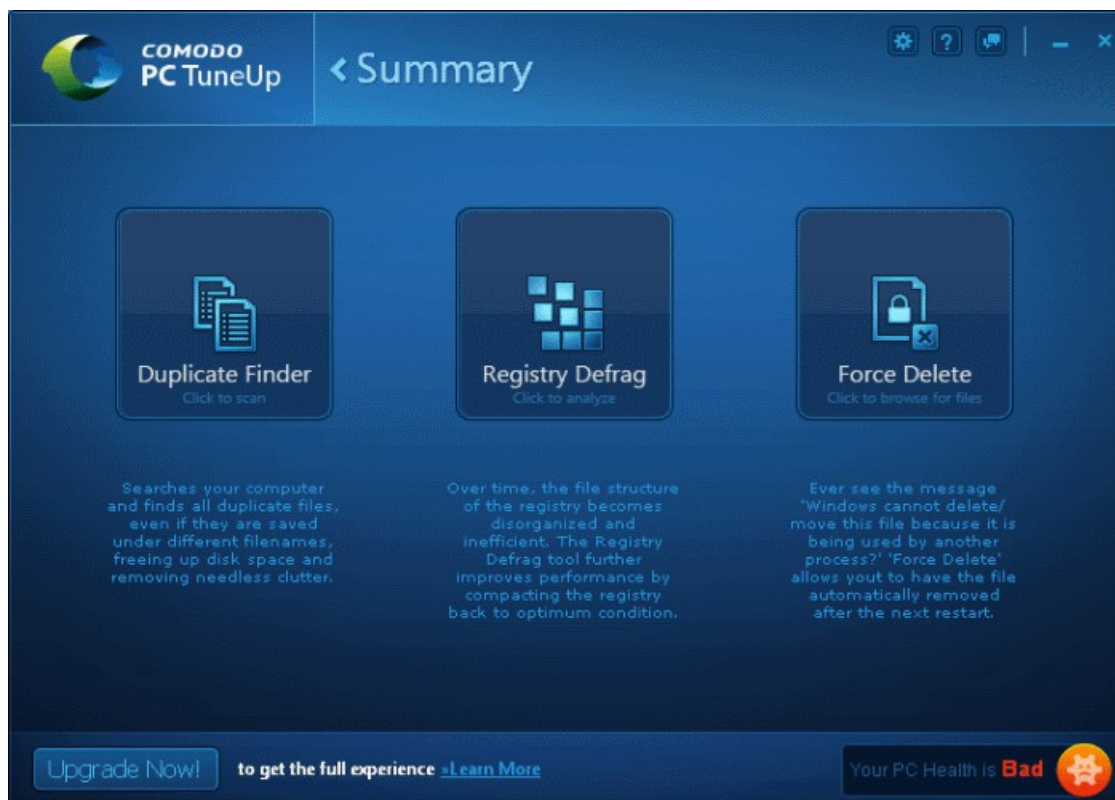 COMODO
PC TuneUp
< Summary
?
Duplicate Finder
Click to scan
Registry Defrag
Click to analyze
Force Delete
Click to browse for files
Searches your computer
and finds all duplicate files,
even if they are saved
under different filenames,
freeing up disk space and
removing needless clutter.
Over time, the file structure
of the registry becomes
disorganized and
inefficient. The Registry
Defrag tool further
improves performance by
compacting the registry
back to optimum condition.
Ever see the message
'Windows cannot delete/
move this file because it is
being used by another
process?' 'Force Delete'
allows yout to have the file
automatically removed
after the next restart.
Upgrade Now!
to get the full experience »Learn More
Your PC Health is Bad